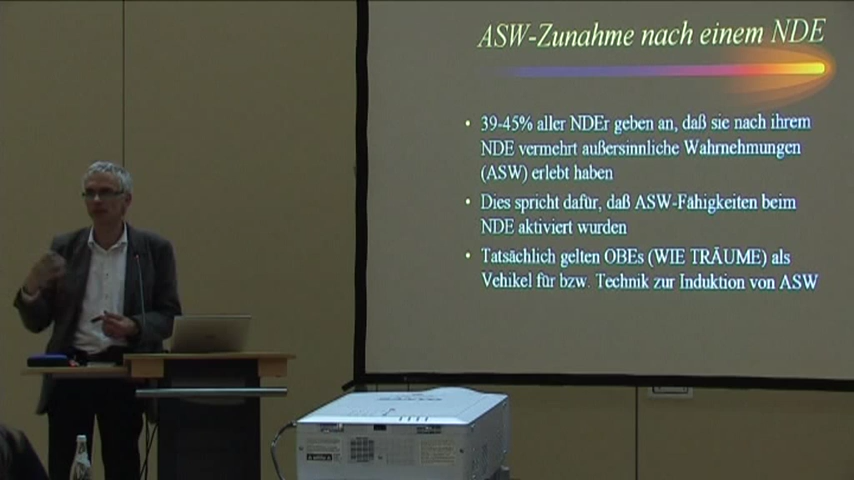 ASW-Zunahme nach einem NDE
• 39-45% aller NDEr geben an, daß sie nach ihrem
NDE vermehrt außersinnliche Wahrnehmungen
(ASW) erlebt haben
• Dies spricht dafür, daß ASW-Fähigkeiten beim
NDE aktiviert wurden
• Tatsächlich gelten OBEs (WIE TRÄUME) als
Vehikel für bzw. Technik zur Induktion von ASW